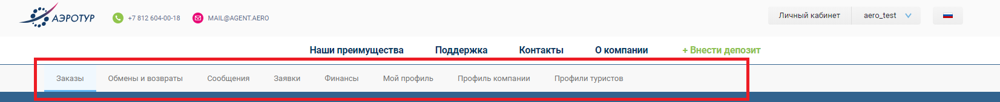 АЭРОТУР +7 812 604-00-18 MAIL@AGENT.AERO Личный кабинет aero_test
Наши преимущества Поддержка Контакты О компании + Внести депозит
Заказы Обмены и возвраты Сообщения Заявки Финансы Мой профиль Профиль компании Профили туристов